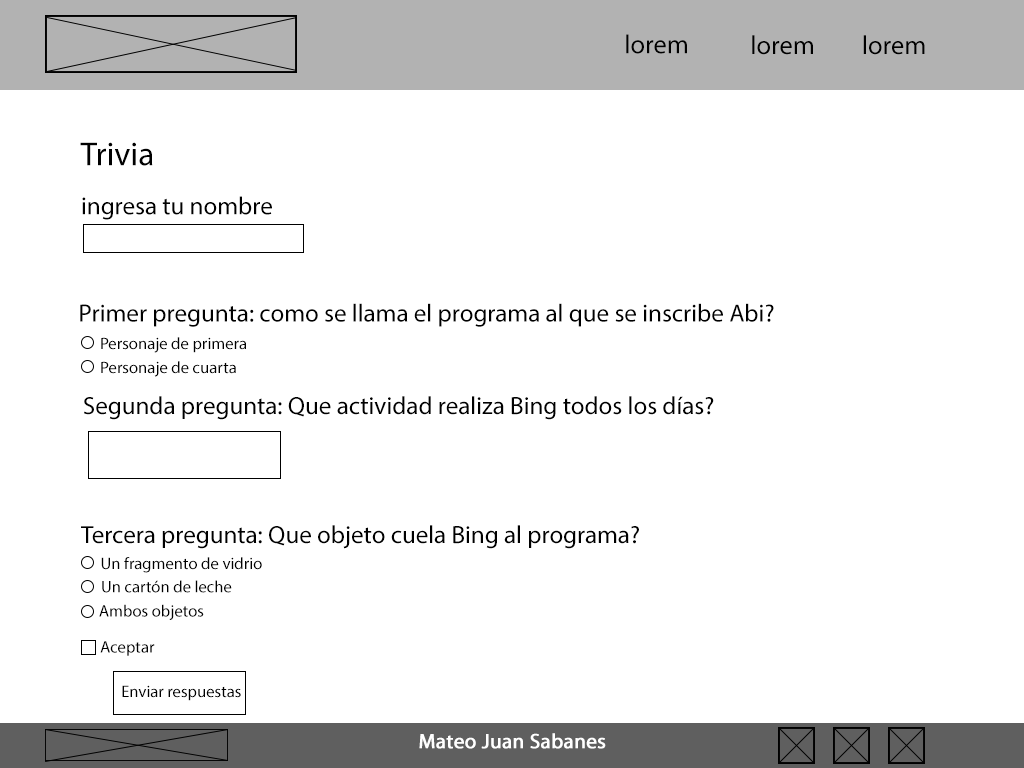 lorem lorem lorem
Trivia
ingresa tu nombre
Primer pregunta: como se llama el programa al que se inscribe Abi?
Personaje de primera
Personaje de cuarta
Segunda pregunta: Que actividad realiza Bing todos los días?
Tercera pregunta: Que objeto cuela Bing al programa?
Un fragmento de vidrio
Un cartón de leche
Ambos objetos
Aceptar
Enviar respuestas
Mateo Juan Sabanes